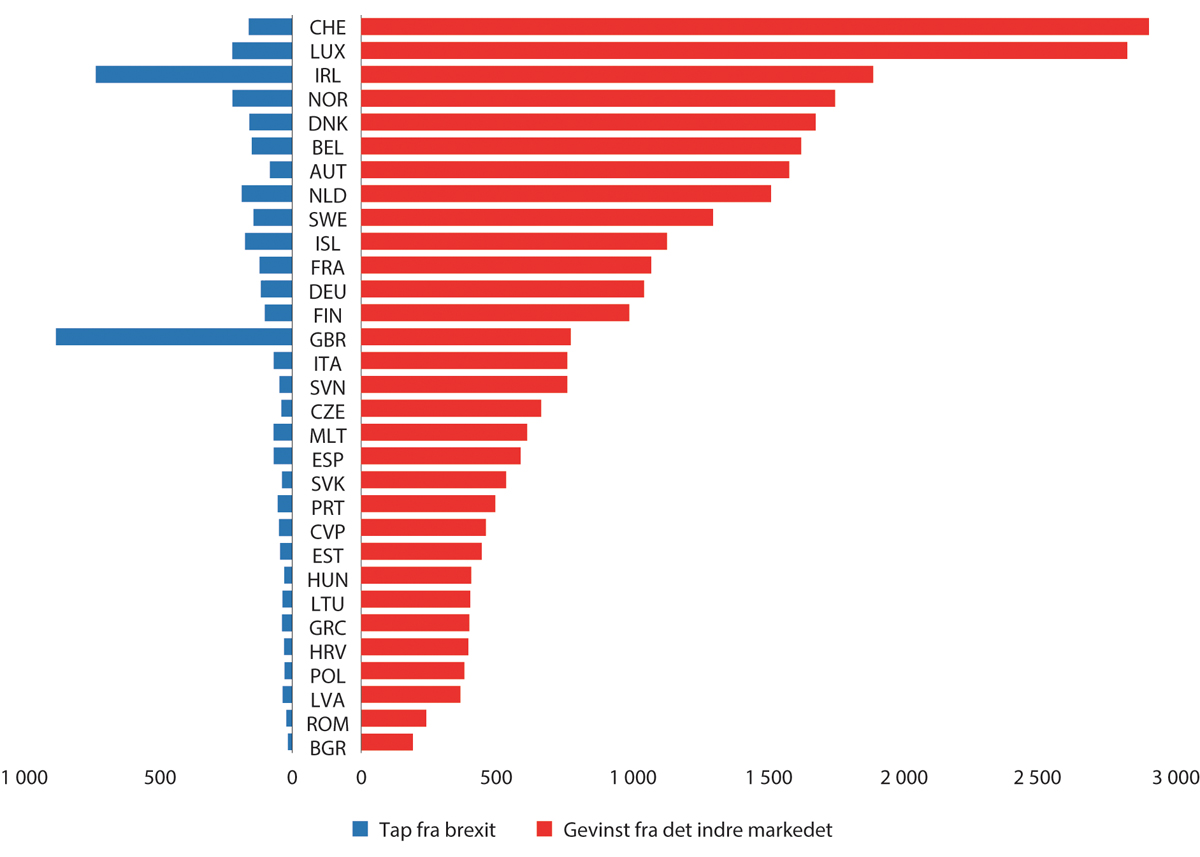 CHE
LUX
IRL
NOR
DNK
BEL
AUT
NLD
SWE
ISL
FRA
DEU
FIN
GBR
ITA
SVN
CZE
MLT
ESP
SVK
PRT
CVP
EST
HUN
LTU
GRC
HRV
POL
LVA
ROM
BGR
1 000 500 0 0 500 1 000 1 500 2 000 2 500 3 000
Tap fra brexit Gevinst fra det indre markedet